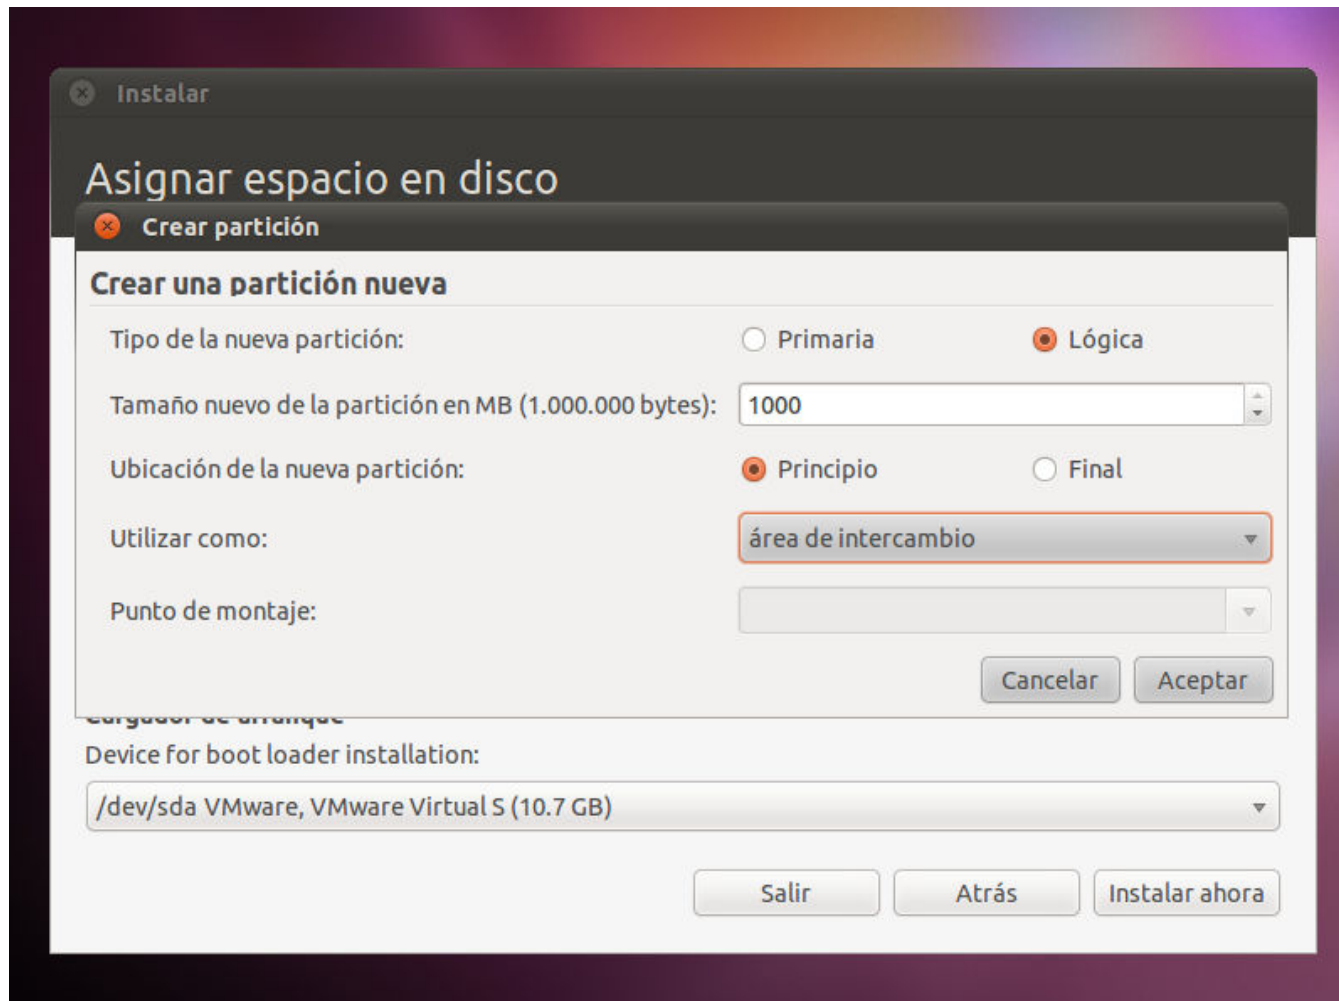 Instalar
Asignar espacio en disco
Crear partición
Crear una partición nueva
Tipo de la nueva partición: Primaria Lógica
Tamaño nuevo de la partición en MB (1.000.000 bytes): 1000
Ubicación de la nueva partición: Principio Final
Utilizar como: área de intercambio
Punto de montaje:
Cancelar Aceptar
Cargador de arranque
Device for boot loader installation:
/dev/sda VMware, VMware Virtual S (10.7 GB)
Salir Atrás Instalar ahora